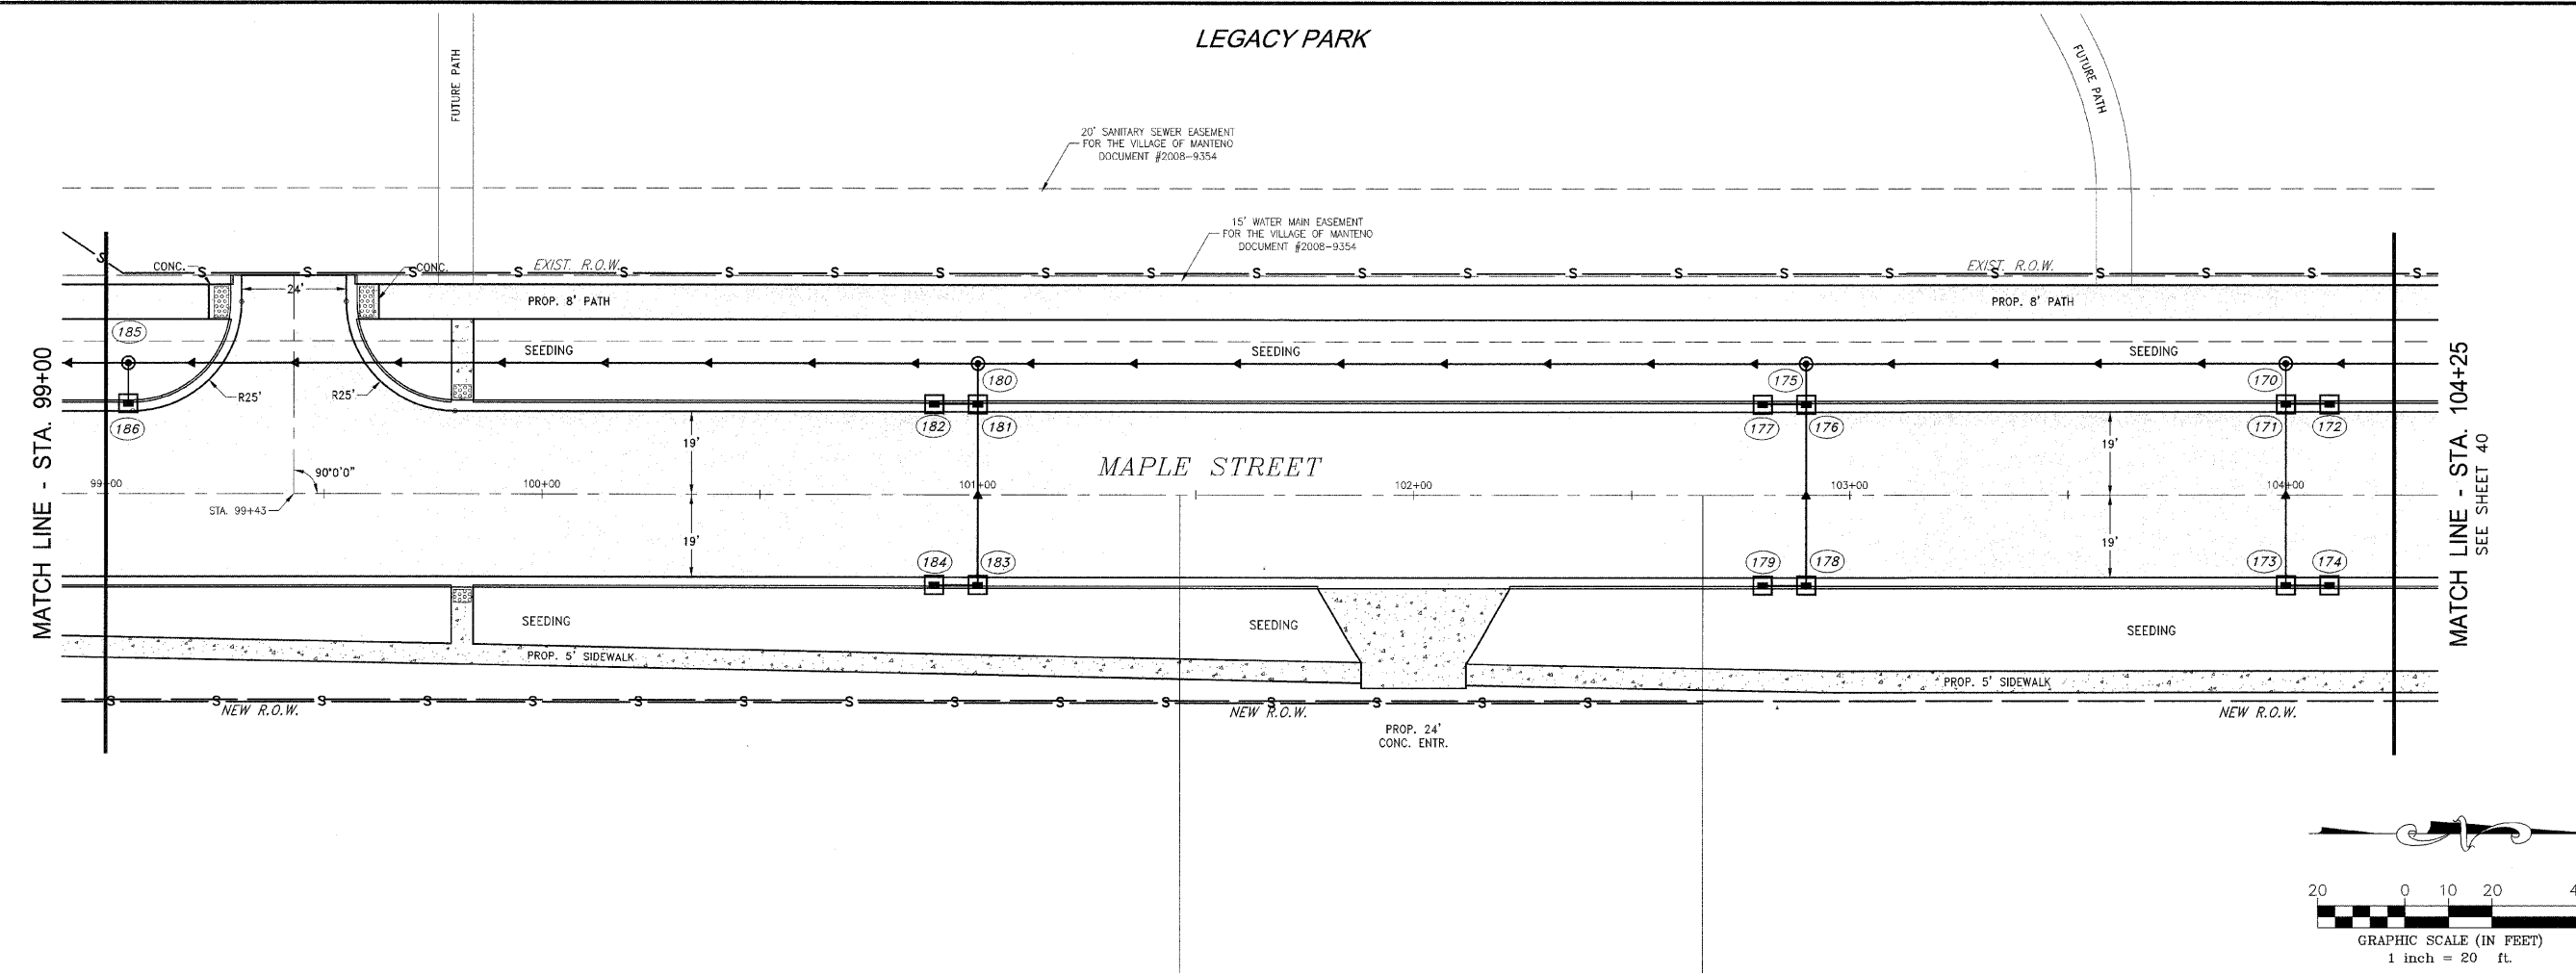 LEGACY PARK
FUTURE PATH
FUTURE PATH
20' SANITARY SEWER EASEMENT
FOR THE VILLAGE OF MANTENO
DOCUMENT #2008-9354
15' WATER MAIN EASEMENT
FOR THE VILLAGE OF MANTENO
DOCUMENT #2008-9354
S
CONC. S S S CONC. S EXIST. R.O.W. S S S S S S S S S S S S S EXIST. R.O.W. S S S S
24'
PROP. 8' PATH
PROP. 8' PATH
185
SEEDING
SEEDING
SEEDING
180
175
170
R25'
R25'
186
182
181
177
176
171
172
19'
19'
MAPLE STREET
90°0'0"
99+00
100+00
101+00
102+00
103+00
104+00
STA. 99+43
19'
19'
184
183
179
178
173
174
SEEDING
SEEDING
SEEDING
PROP. 5' SIDEWALK
PROP. 5' SIDEWALK
S S S S S S S S S S S S S S S
NEW R.O.W.
NEW R.O.W.
NEW R.O.W.
PROP. 24'
CONC. ENTR.
MATCH LINE - STA. 99+00
MATCH LINE - STA. 104+25
SEE SHEET 40
20 0 10 20 4
GRAPHIC SCALE (IN FEET)
1 inch = 20 ft.